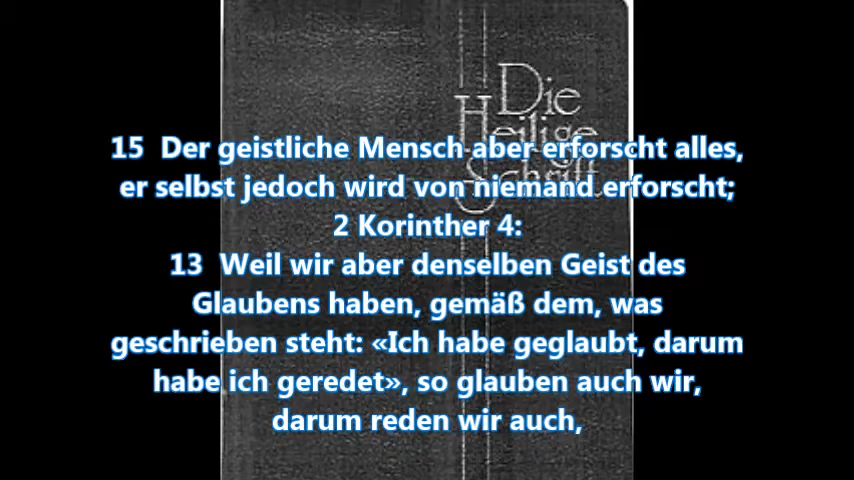 Die
Heilige
Schrift
15 Der geistliche Mensch aber erforscht alles,
er selbst jedoch wird von niemand erforscht;
2 Korinther 4:
13 Weil wir aber denselben Geist des
Glaubens haben, gemäß dem, was
geschrieben steht: «Ich habe geglaubt, darum
habe ich geredet», so glauben auch wir,
darum reden wir auch,